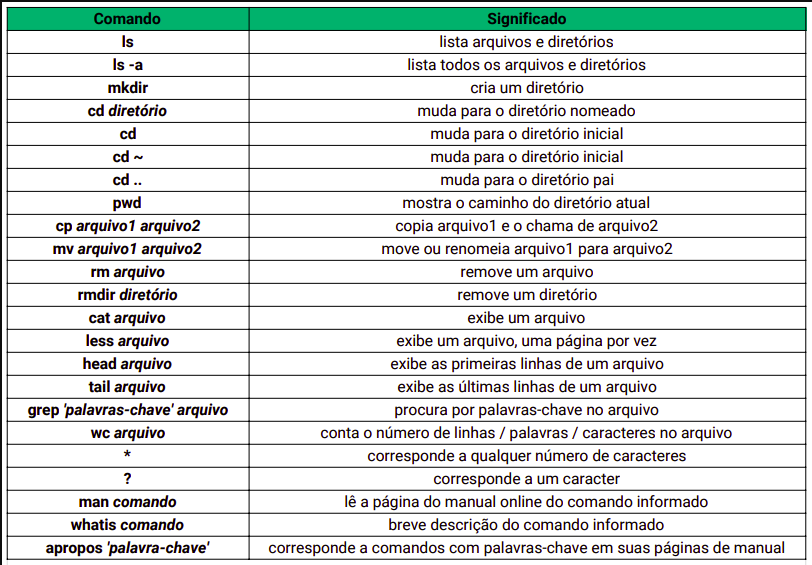 Comando Significado
ls lista arquivos e diretórios
ls -a lista todos os arquivos e diretórios
mkdir cria um diretório
cd diretório muda para o diretório nomeado
cd muda para o diretório inicial
cd ~ muda para o diretório inicial
cd .. muda para o diretório pai
pwd mostra o caminho do diretório atual
cp arquivo1 arquivo2 copia arquivo1 e o chama de arquivo2
mv arquivo1 arquivo2 move ou renomeia arquivo1 para arquivo2
rm arquivo remove um arquivo
rmdir diretório remove um diretório
cat arquivo exibe um arquivo
less arquivo exibe um arquivo, uma página por vez
head arquivo exibe as primeiras linhas de um arquivo
tail arquivo exibe as últimas linhas de um arquivo
grep 'palavras-chave' arquivo procura por palavras-chave no arquivo
wc arquivo conta o número de linhas / palavras / caracteres no arquivo
* corresponde a qualquer número de caracteres
? corresponde a um caracter
man comando lê a página do manual online do comando informado
whatis comando breve descrição do comando informado
apropos 'palavra-chave' corresponde a comandos com palavras-chave em suas páginas de manual